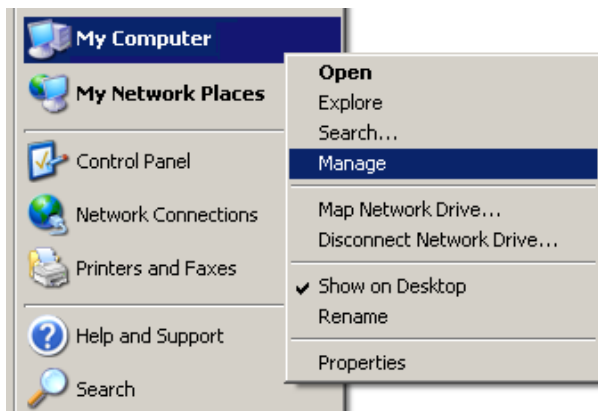 My Computer
My Network Places
Control Panel
Network Connections
Printers and Faxes
Help and Support
Search
Open
Explore
Search...
Manage
Map Network Drive...
Disconnect Network Drive...
Show on Desktop
Rename
Properties